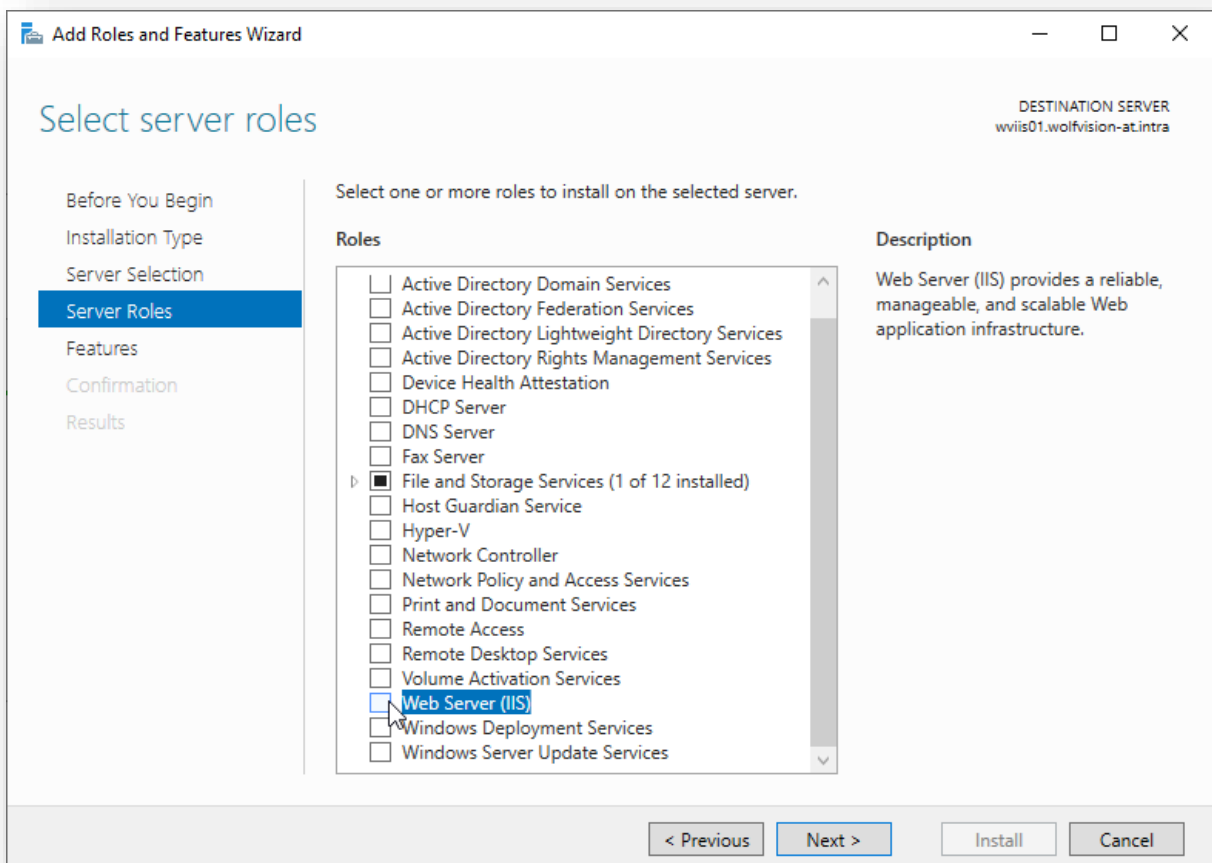 Add Roles and Features Wizard
Select server roles
DESTINATION SERVER
wviis01.wolfvision-at.intra
Before You Begin
Installation Type
Server Selection
Server Roles
Features
Confirmation
Results
Select one or more roles to install on the selected server.
Roles
Active Directory Domain Services
Active Directory Federation Services
Active Directory Lightweight Directory Services
Active Directory Rights Management Services
Device Health Attestation
DHCP Server
DNS Server
Fax Server
File and Storage Services (1 of 12 installed)
Host Guardian Service
Hyper-V
Network Controller
Network Policy and Access Services
Print and Document Services
Remote Access
Remote Desktop Services
Volume Activation Services
Web Server (IIS)
Windows Deployment Services
Windows Server Update Services
Description
Web Server (IIS) provides a reliable,
manageable, and scalable Web
application infrastructure.
< Previous
Next >
Install
Cancel